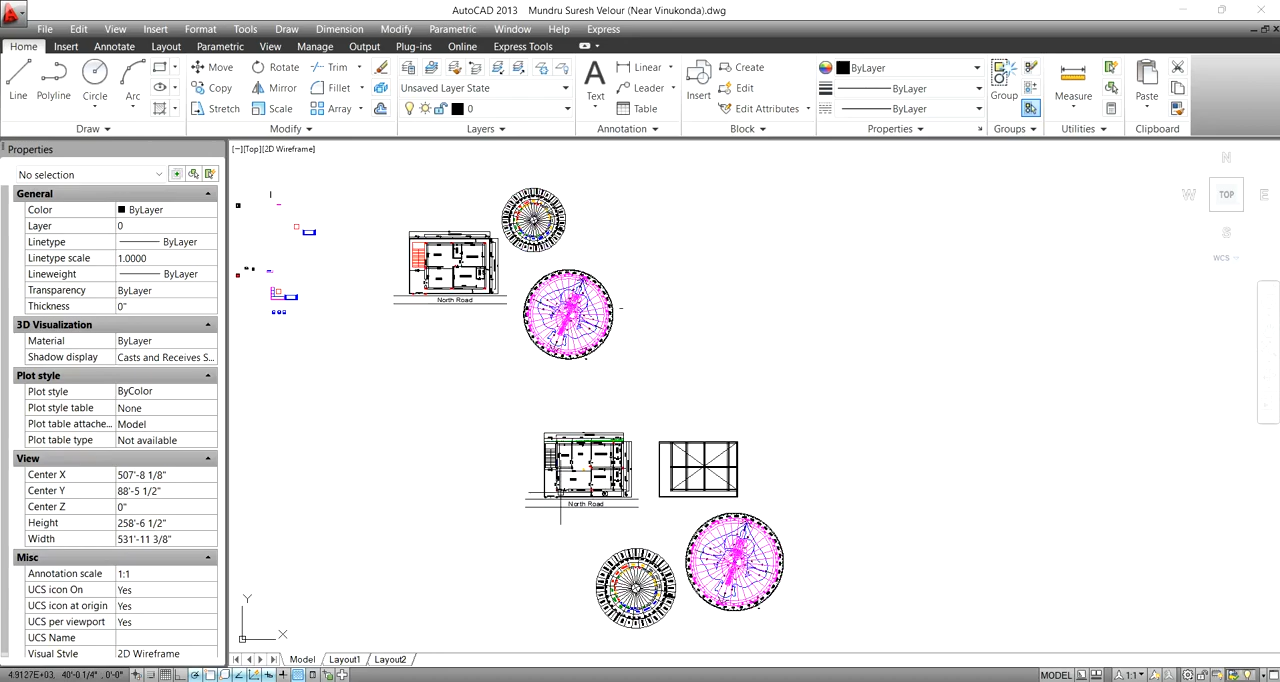 AutoCAD 2013 Mundru Suresh Velour (Near Vinukonda).dwg
File Edit View Insert Format Tools Draw Dimension Modify Parametric Window Help Express
Home Insert Annotate Layout Parametric View Manage Output Plug-ins Online Express Tools
Line Polyline Circle Arc
Move Rotate Trim
Copy Mirror Fillet
Stretch Scale Array
Unsaved Layer State
0
Text
Linear
Leader
Table
Insert
Create
Edit
Edit Attributes
ByLayer
ByLayer
ByLayer
Group
Measure
Paste
Draw Modify Layers Annotation Block Properties Groups Utilities Clipboard
Properties
No selection
General
Color ByLayer
Layer 0
Linetype ByLayer
Linetype scale 1.0000
Lineweight ByLayer
Transparency ByLayer
Thickness 0"
3D Visualization
Material ByLayer
Shadow display Casts and Receives S...
Plot style
Plot style ByColor
Plot style table None
Plot table attache... Model
Plot table type Not available
View
Center X 507'-8 1/8"
Center Y 88'-5 1/2"
Center Z 0"
Height 258'-6 1/2"
Width 531'-11 3/8"
Misc
Annotation scale 1:1
UCS icon On Yes
UCS icon at origin Yes
UCS per viewport Yes
UCS Name
Visual Style 2D Wireframe
[−][Top][2D Wireframe]
N
W TOP E
S
WCS
North Road
North Road
Y
X
Model Layout1 Layout2
4.9127E+03, 40'-0 1/4", 0'-0"
MODEL
1:1